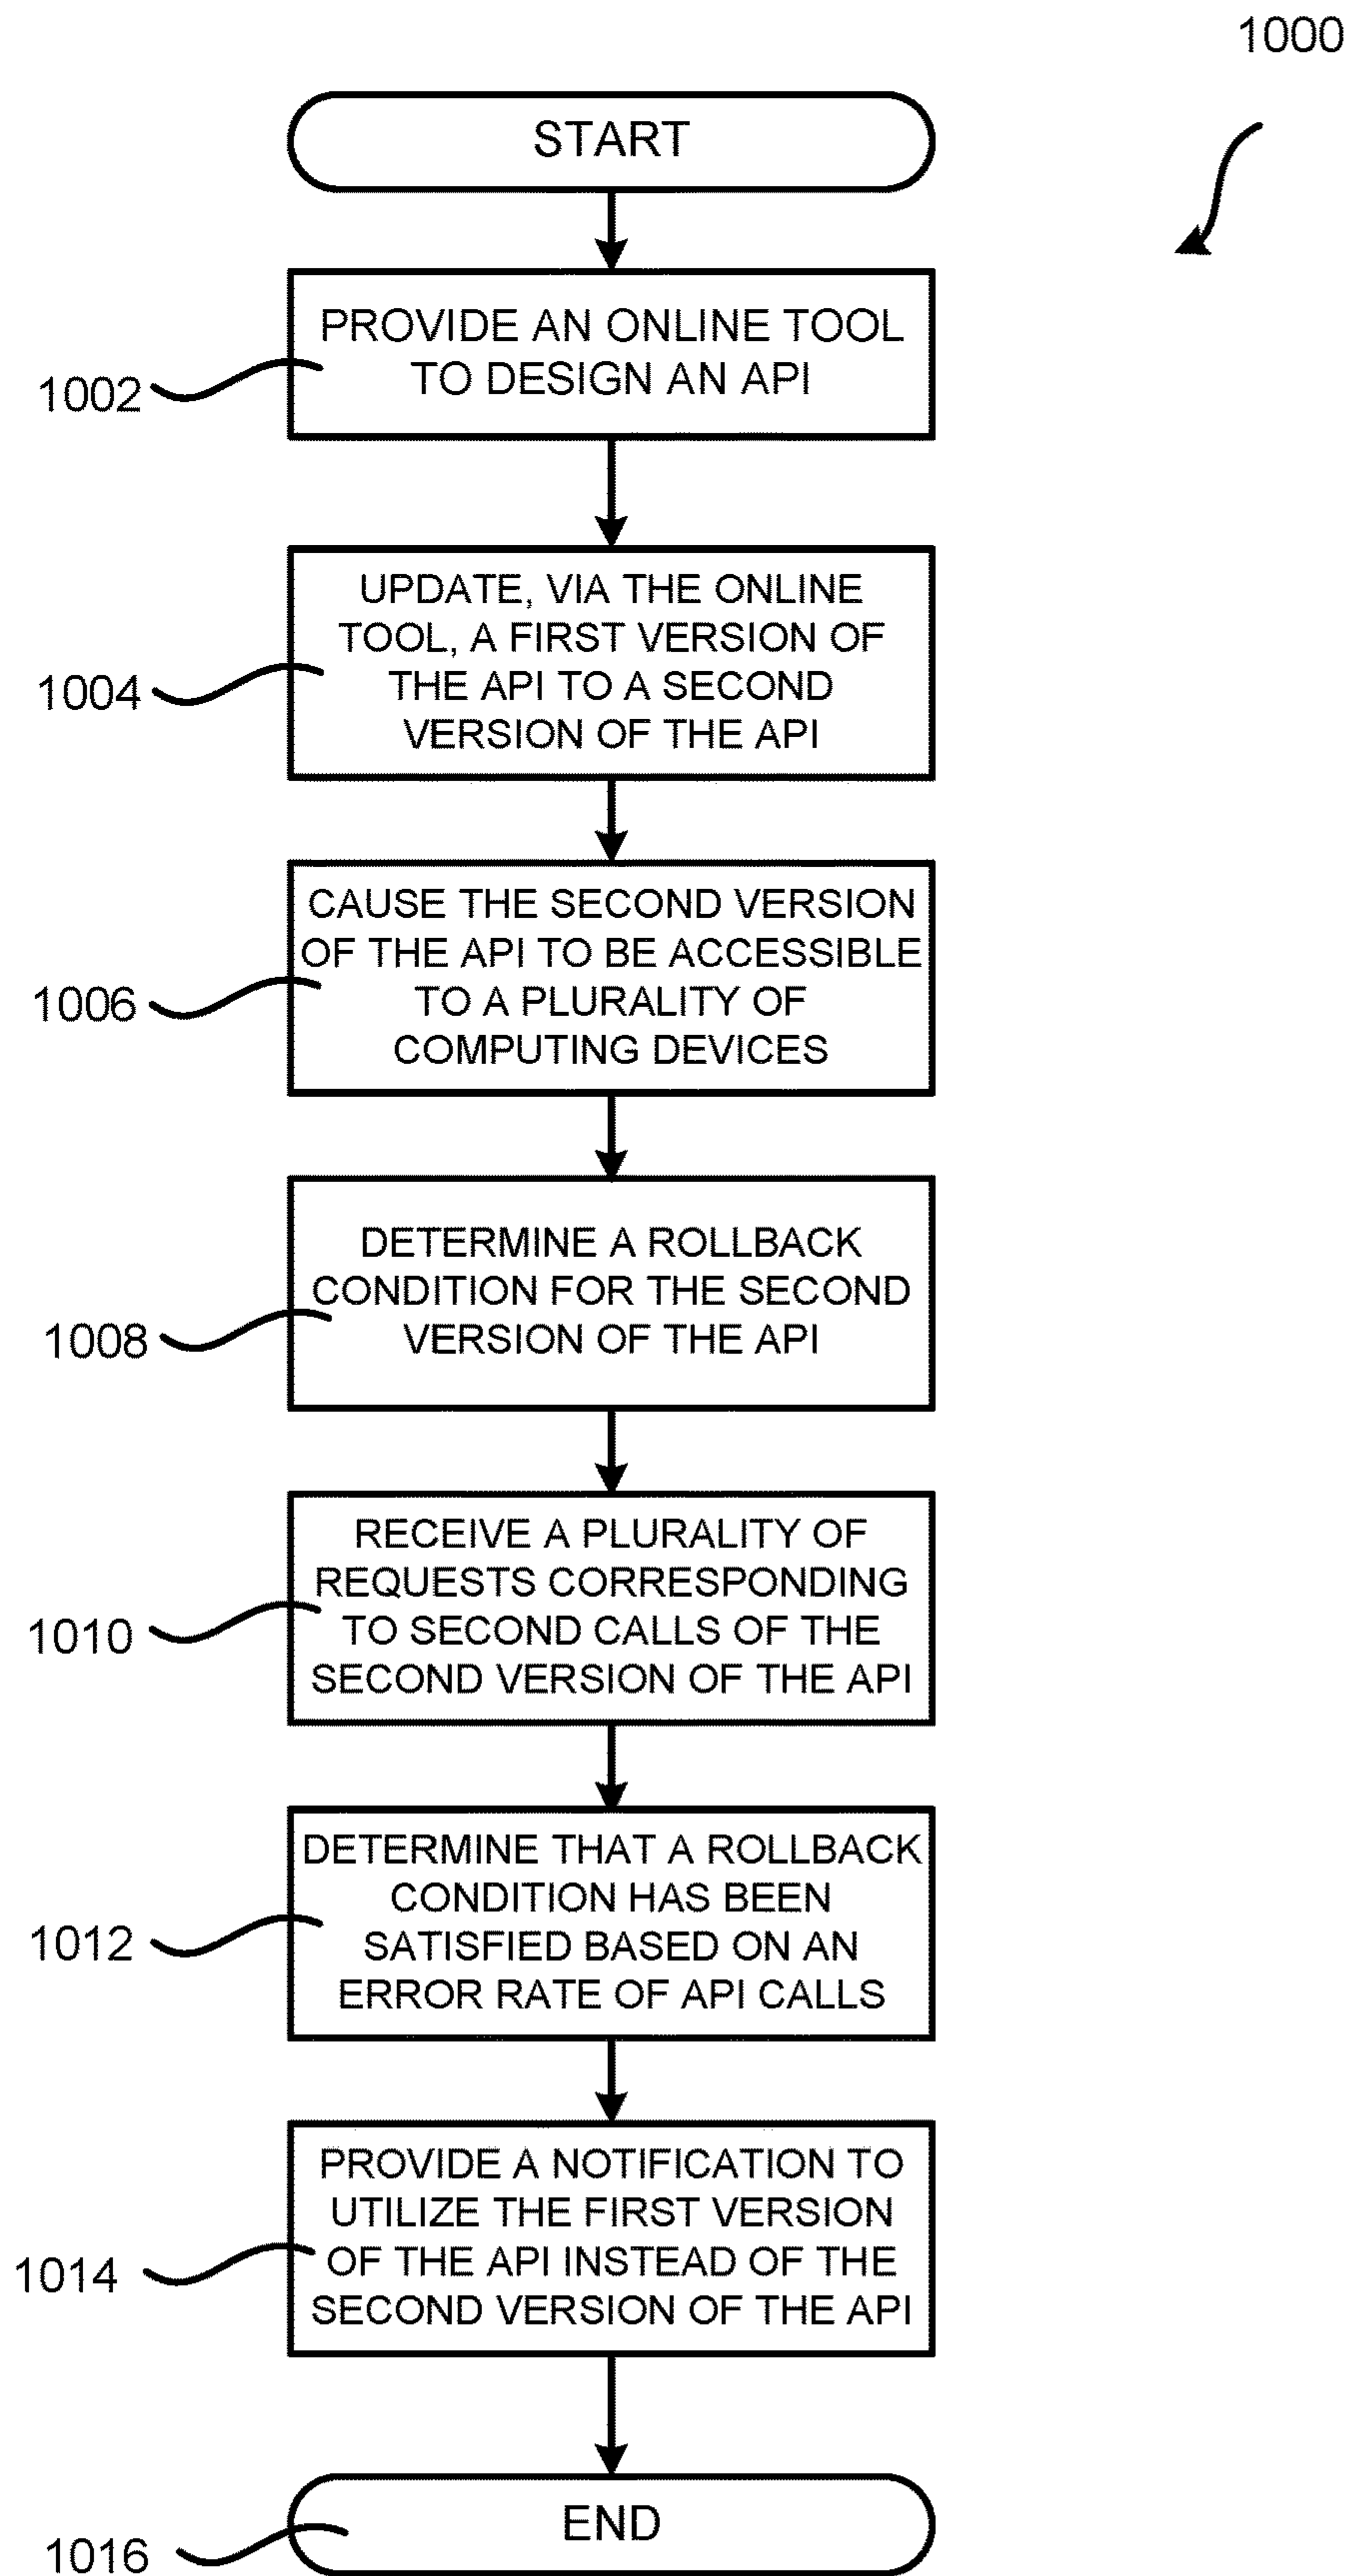 1000
START
PROVIDE AN ONLINE TOOL
TO DESIGN AN API
1002
UPDATE, VIA THE ONLINE
TOOL, A FIRST VERSION OF
THE API TO A SECOND
VERSION OF THE API
1004
CAUSE THE SECOND VERSION
OF THE API TO BE ACCESSIBLE
TO A PLURALITY OF
COMPUTING DEVICES
1006
DETERMINE A ROLLBACK
CONDITION FOR THE SECOND
VERSION OF THE API
1008
RECEIVE A PLURALITY OF
REQUESTS CORRESPONDING
TO SECOND CALLS OF THE
SECOND VERSION OF THE API
1010
DETERMINE THAT A ROLLBACK
CONDITION HAS BEEN
SATISFIED BASED ON AN
ERROR RATE OF API CALLS
1012
PROVIDE A NOTIFICATION TO
UTILIZE THE FIRST VERSION
OF THE API INSTEAD OF THE
SECOND VERSION OF THE API
1014
END
1016